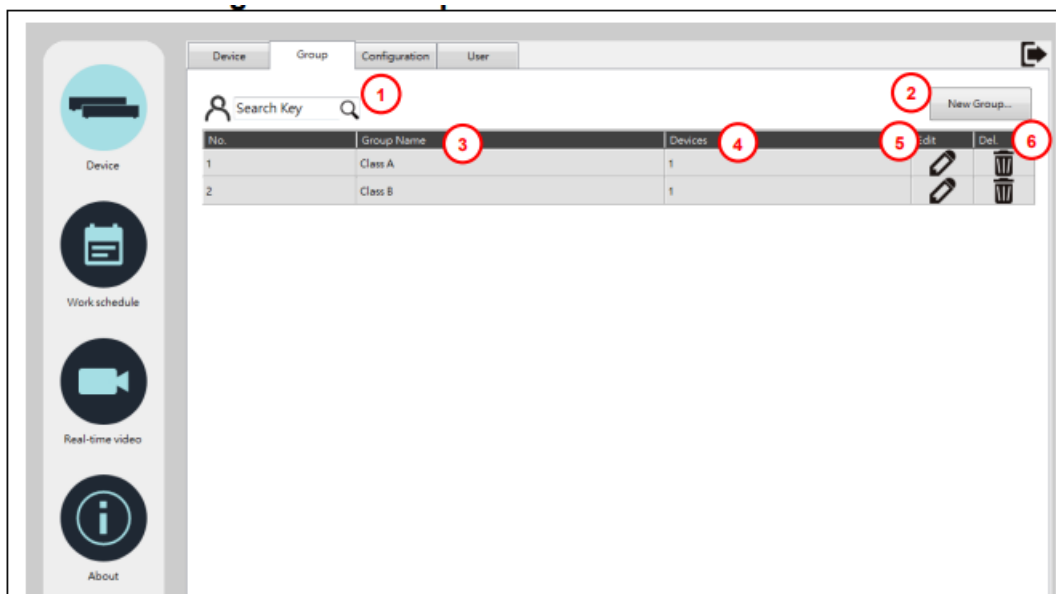 Device Group Configuration User
Search Key 1
2 New Group...
No. Group Name 3 Devices 4 5 Edit Del. 6
1 Class A 1
2 Class B 1
Device
Work schedule
Real-time video
About